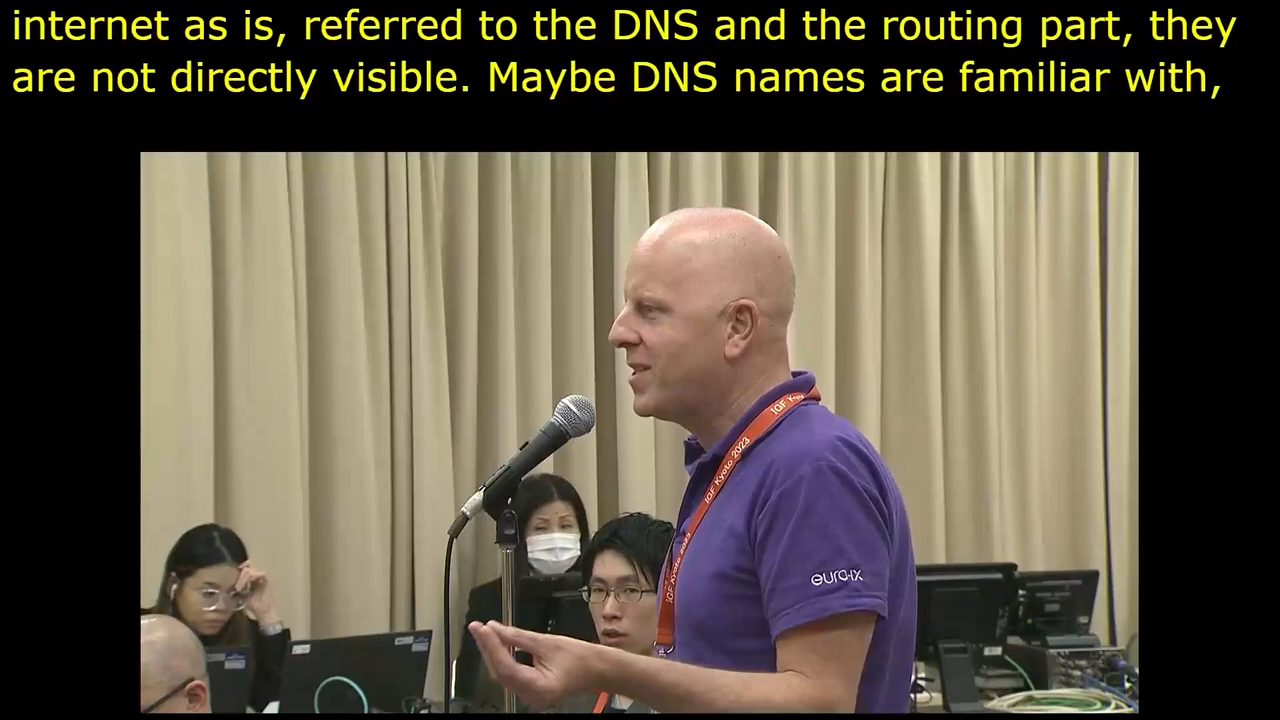 internet as is, referred to the DNS and the routing part, they
are not directly visible. Maybe DNS names are familiar with,
IGF Kyoto 2023
euro-ix